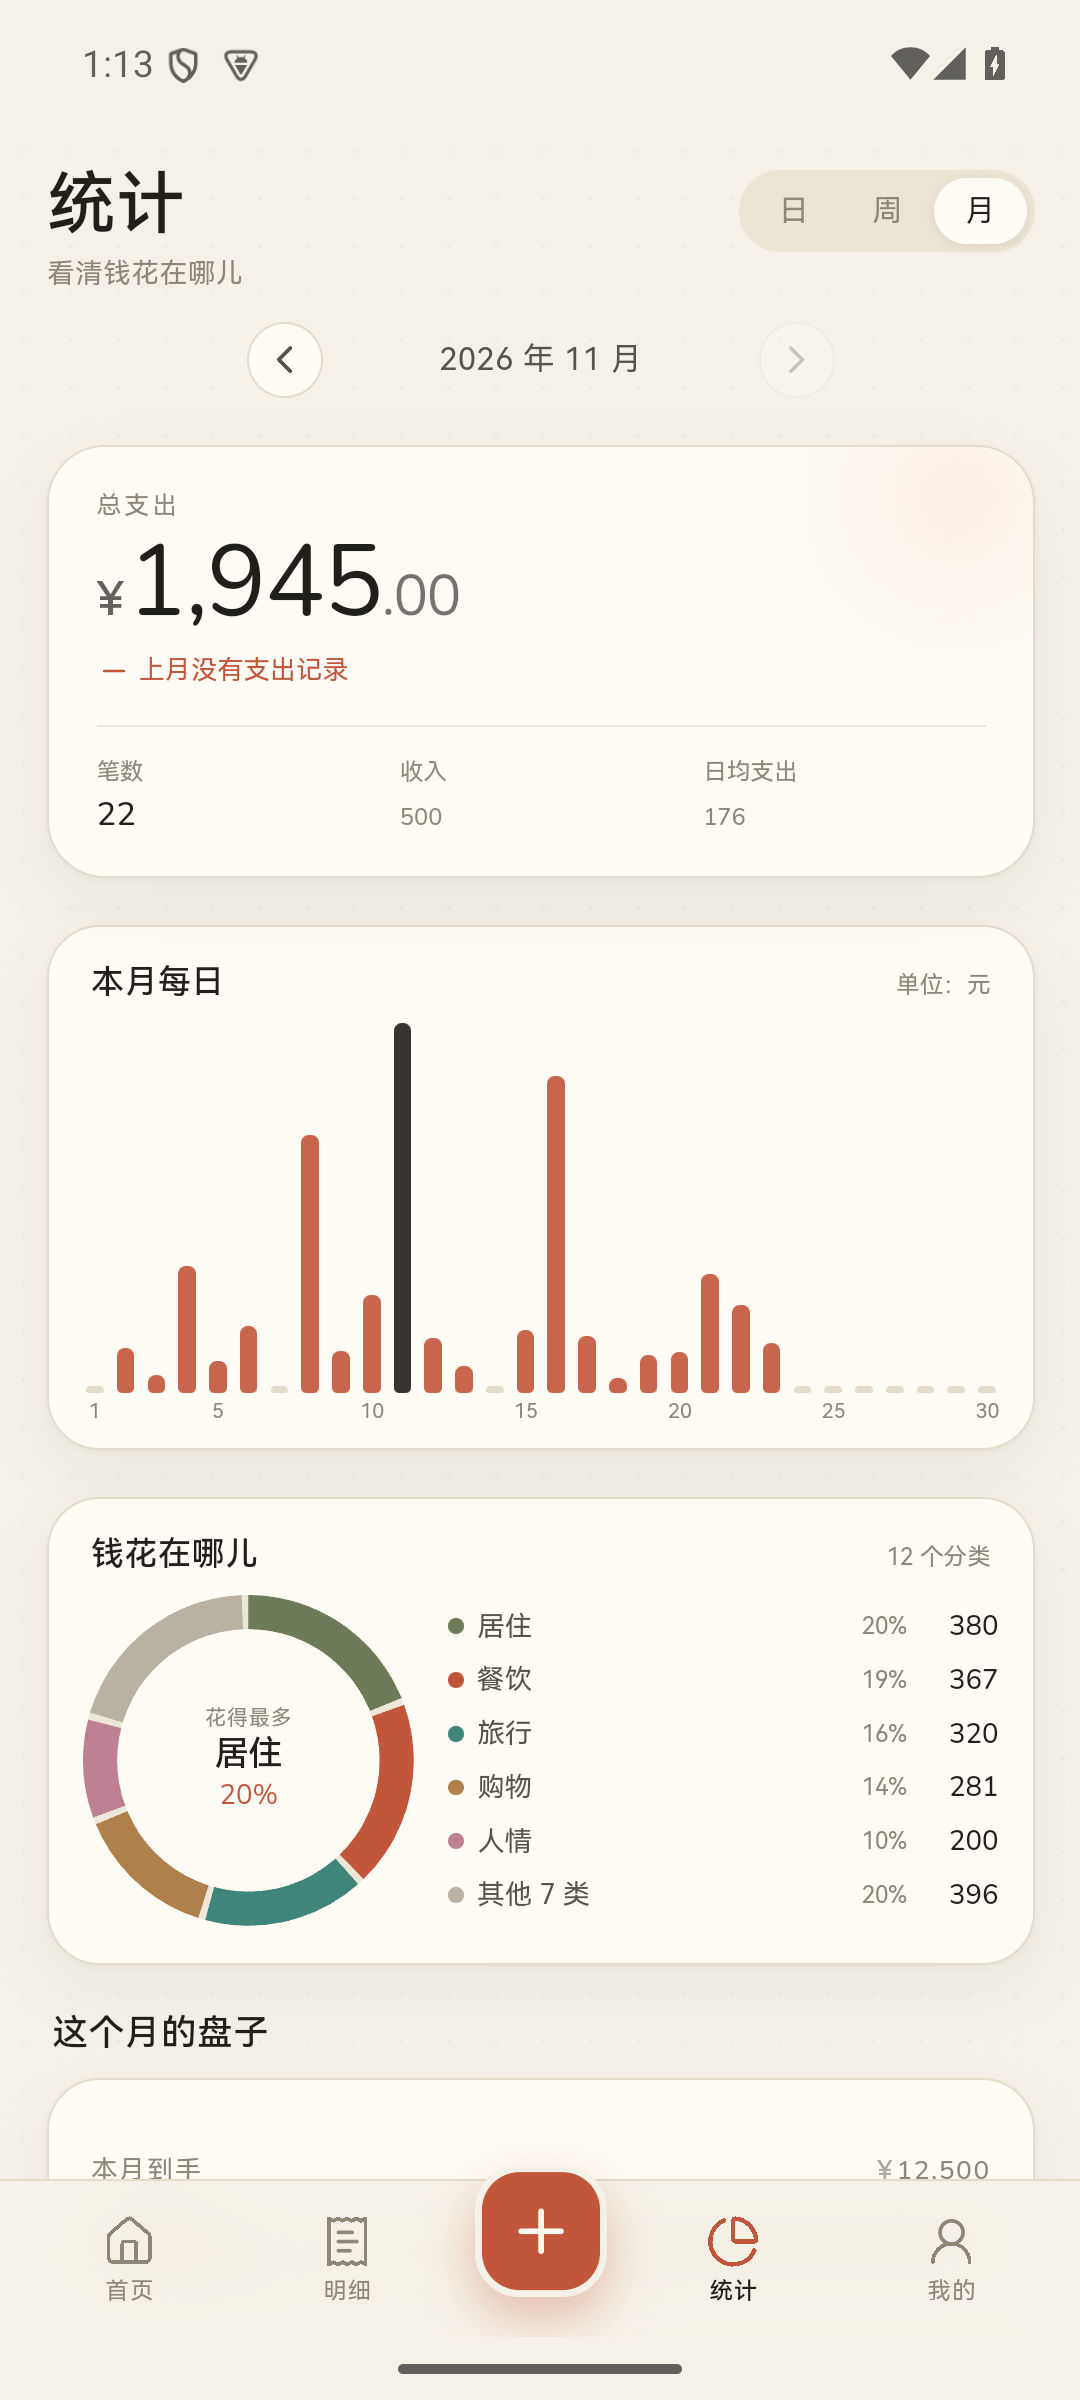 1:13
统计
日 周 月
看清钱花在哪儿
2026 年 11 月
总支出
¥1,945.00
— 上月没有支出记录
笔数 收入 日均支出
22 500 176
本月每日 单位：元
1 5 10 15 20 25 30
钱花在哪儿 12 个分类
花得最多
居住
20%
居住 20% 380
餐饮 19% 367
旅行 16% 320
购物 14% 281
人情 10% 200
其他 7 类 20% 396
这个月的盘子
本月到手 ¥12,500
首页 明细 统计 我的